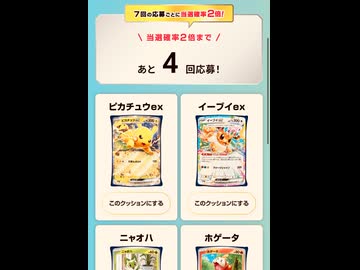 7回の応募ごとに当選確率2倍!
\ 当選確率2倍まで /
あと 4 回応募!
ピカチュウex
イーブイex
このクッションにする
このクッションにする
ニャオハ
ホゲータ